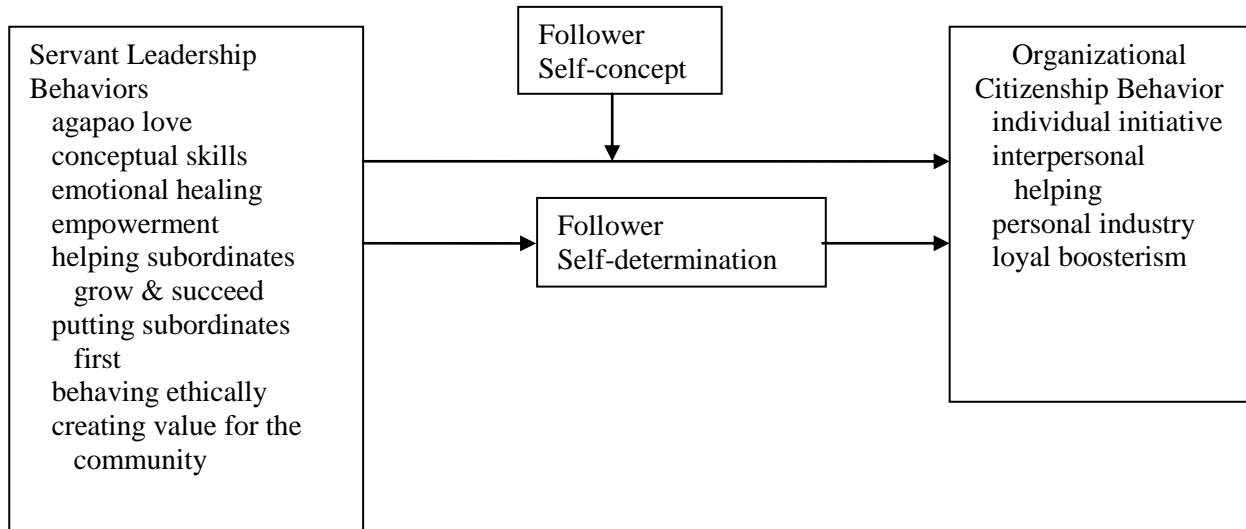 Servant Leadership
Behaviors
agapao love
conceptual skills
emotional healing
empowerment
helping subordinates
grow & succeed
putting subordinates
first
behaving ethically
creating value for the
community
Follower
Self-concept
Follower
Self-determination
Organizational
Citizenship Behavior
individual initiative
interpersonal
helping
personal industry
loyal boosterism